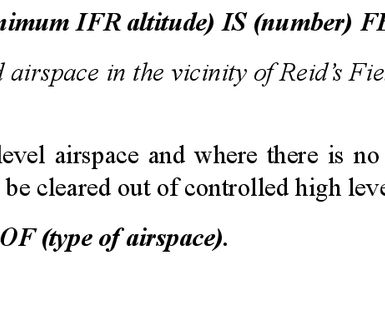 nimum IFR altitude) IS (number) FE
airspace in the vicinity of Reid's Fie
level airspace and where there is no
be cleared out of controlled high leve
OF (type of airspace).